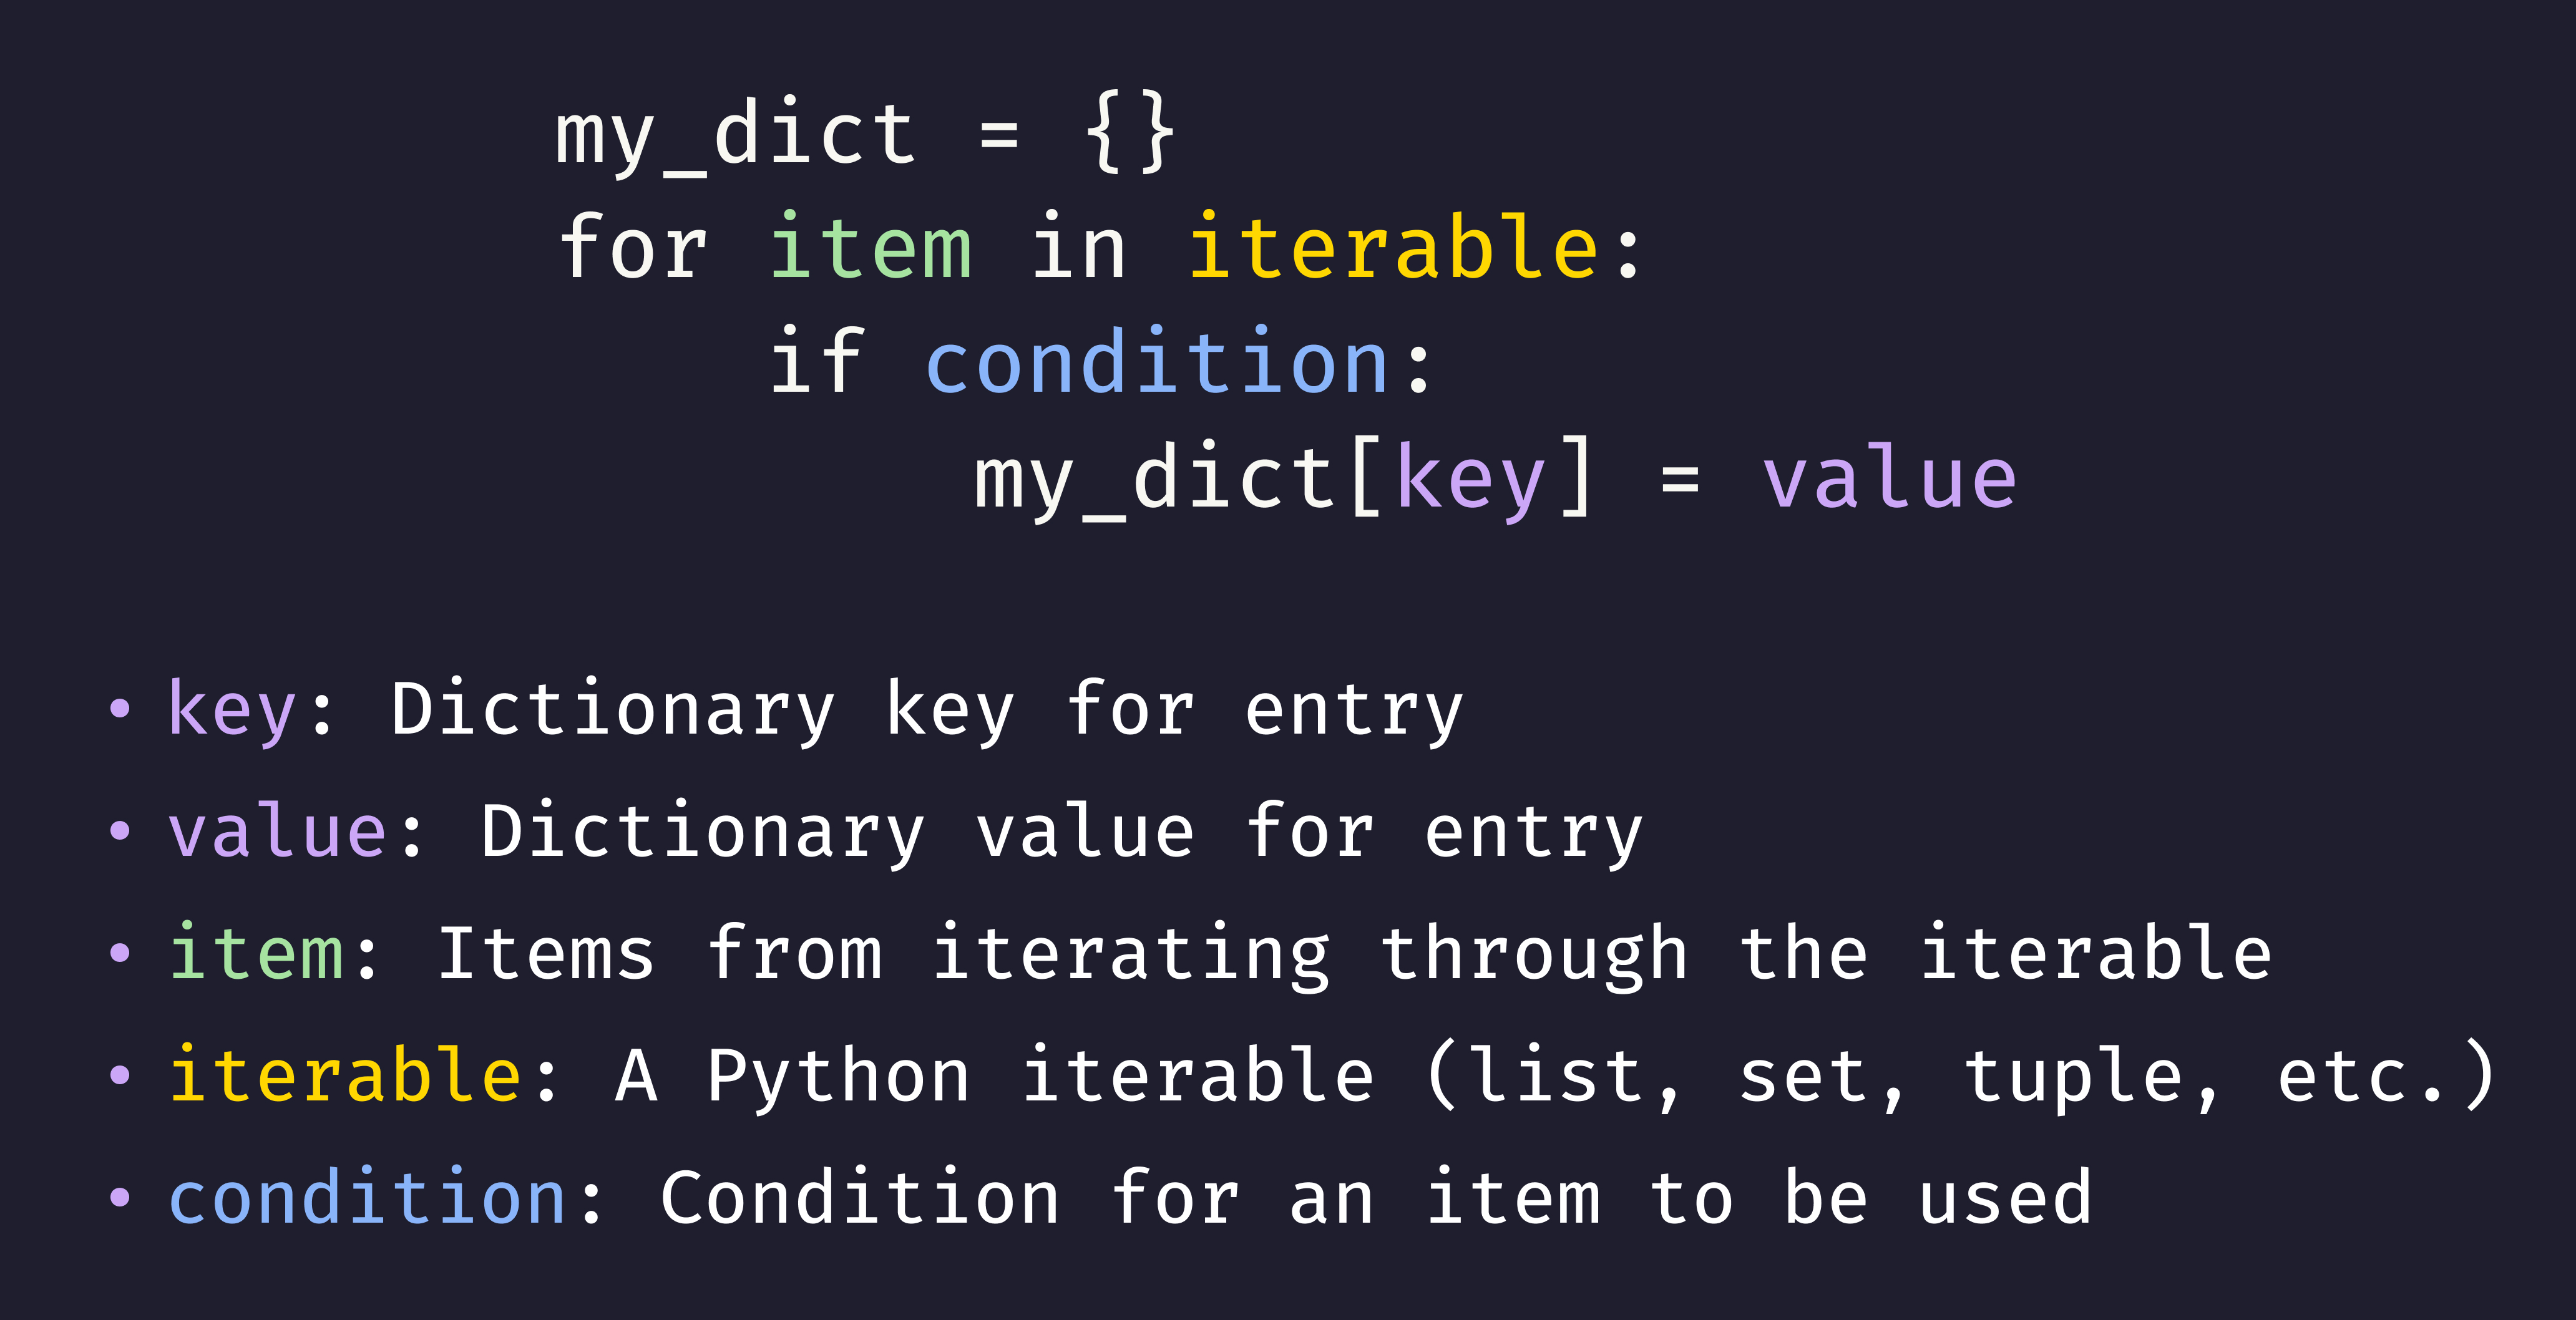 my_dict = {}
for item in iterable:
    if condition:
        my_dict[key] = value
• key: Dictionary key for entry
• value: Dictionary value for entry
• item: Items from iterating through the iterable
• iterable: A Python iterable (list, set, tuple, etc.)
• condition: Condition for an item to be used